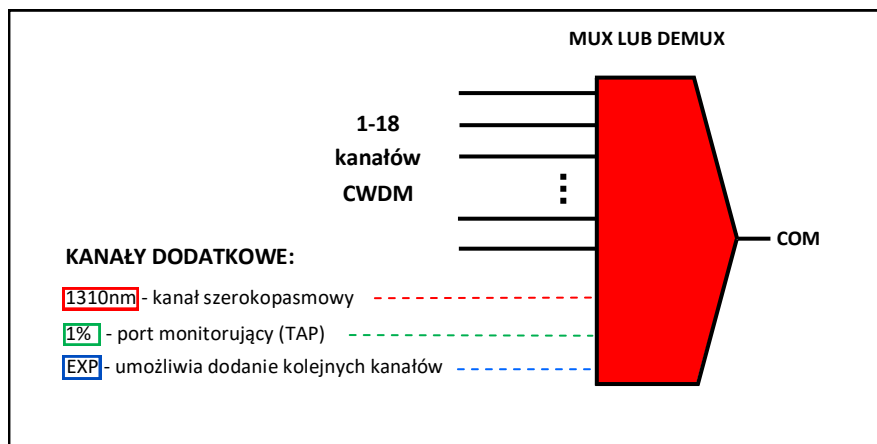 MUX LUB DEMUX
1-18
kanałów
CWDM
COM
KANAŁY DODATKOWE:
1310nm - kanał szerokopasmowy
1% - port monitorujący (TAP)
EXP - umożliwia dodanie kolejnych kanałów